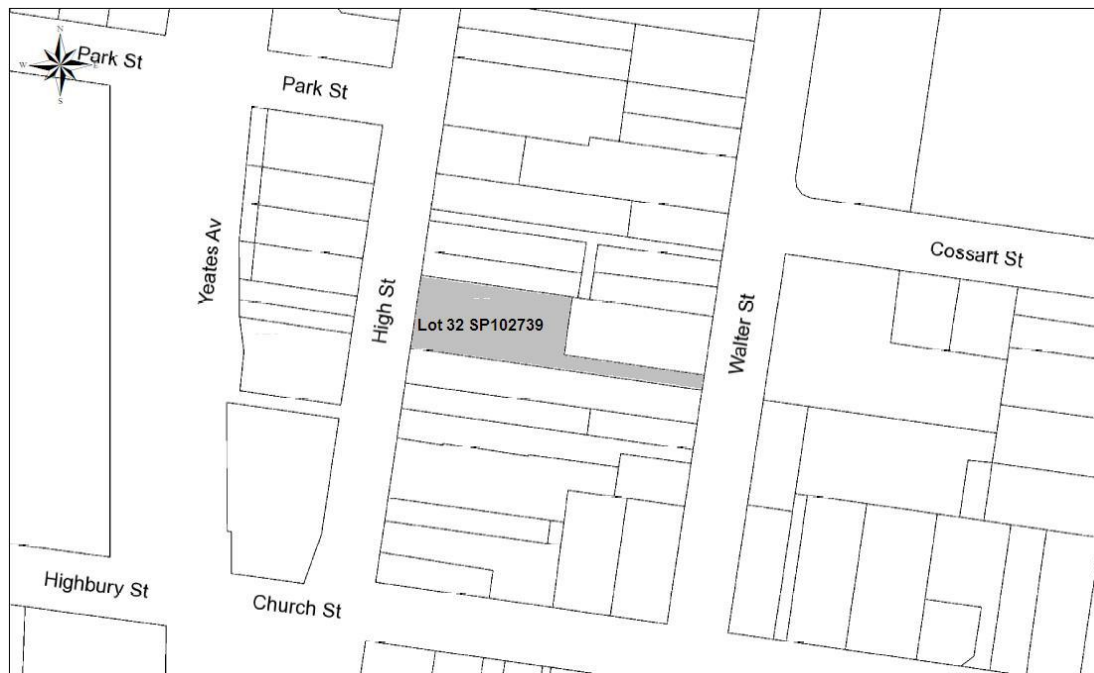 N
W
E
S
Park St
Park St
Yeates Av
High St
Lot 32 SP102739
Walter St
Cossart St
Highbury St
Church St